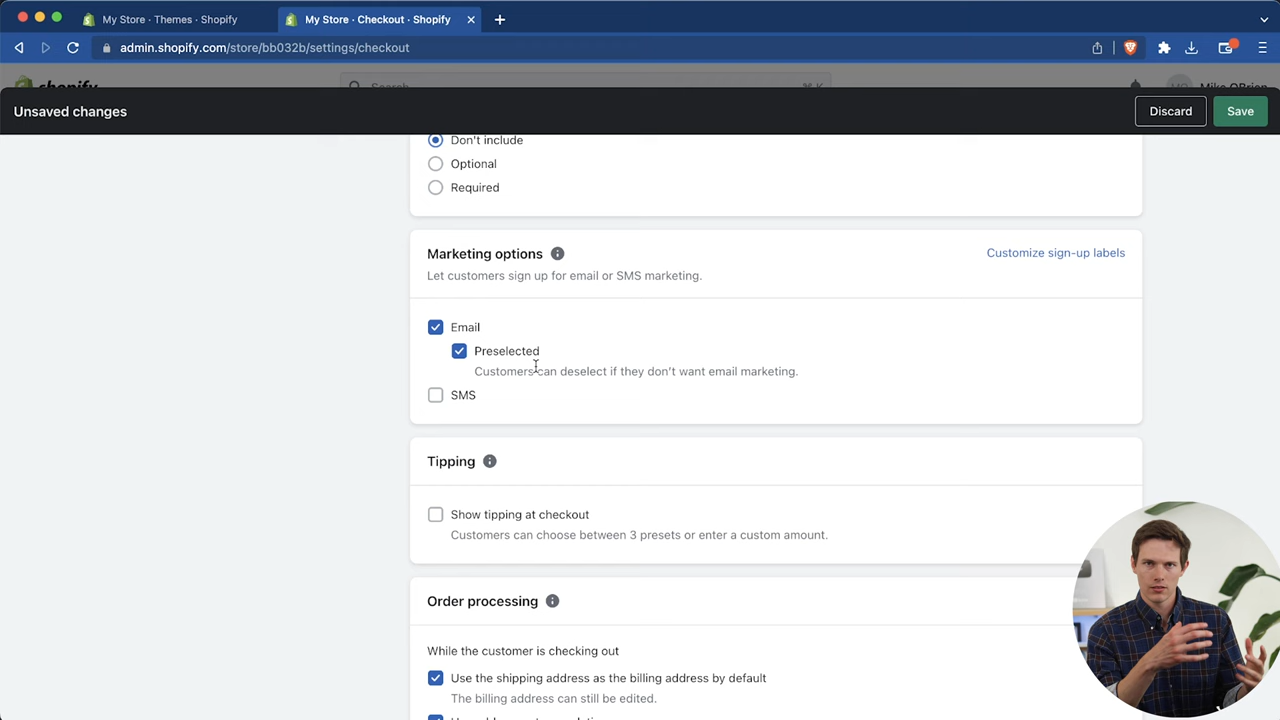 My Store · Themes · Shopify
My Store · Checkout · Shopify
admin.shopify.com/store/bb032b/settings/checkout
shopify
Search
⌘ K
Mike OBrien
Unsaved changes
Discard
Save
Don't include
Optional
Required
Marketing options
Customize sign-up labels
Let customers sign up for email or SMS marketing.
Email
Preselected
Customers can deselect if they don't want email marketing.
SMS
Tipping
Show tipping at checkout
Customers can choose between 3 presets or enter a custom amount.
Order processing
While the customer is checking out
Use the shipping address as the billing address by default
The billing address can still be edited.